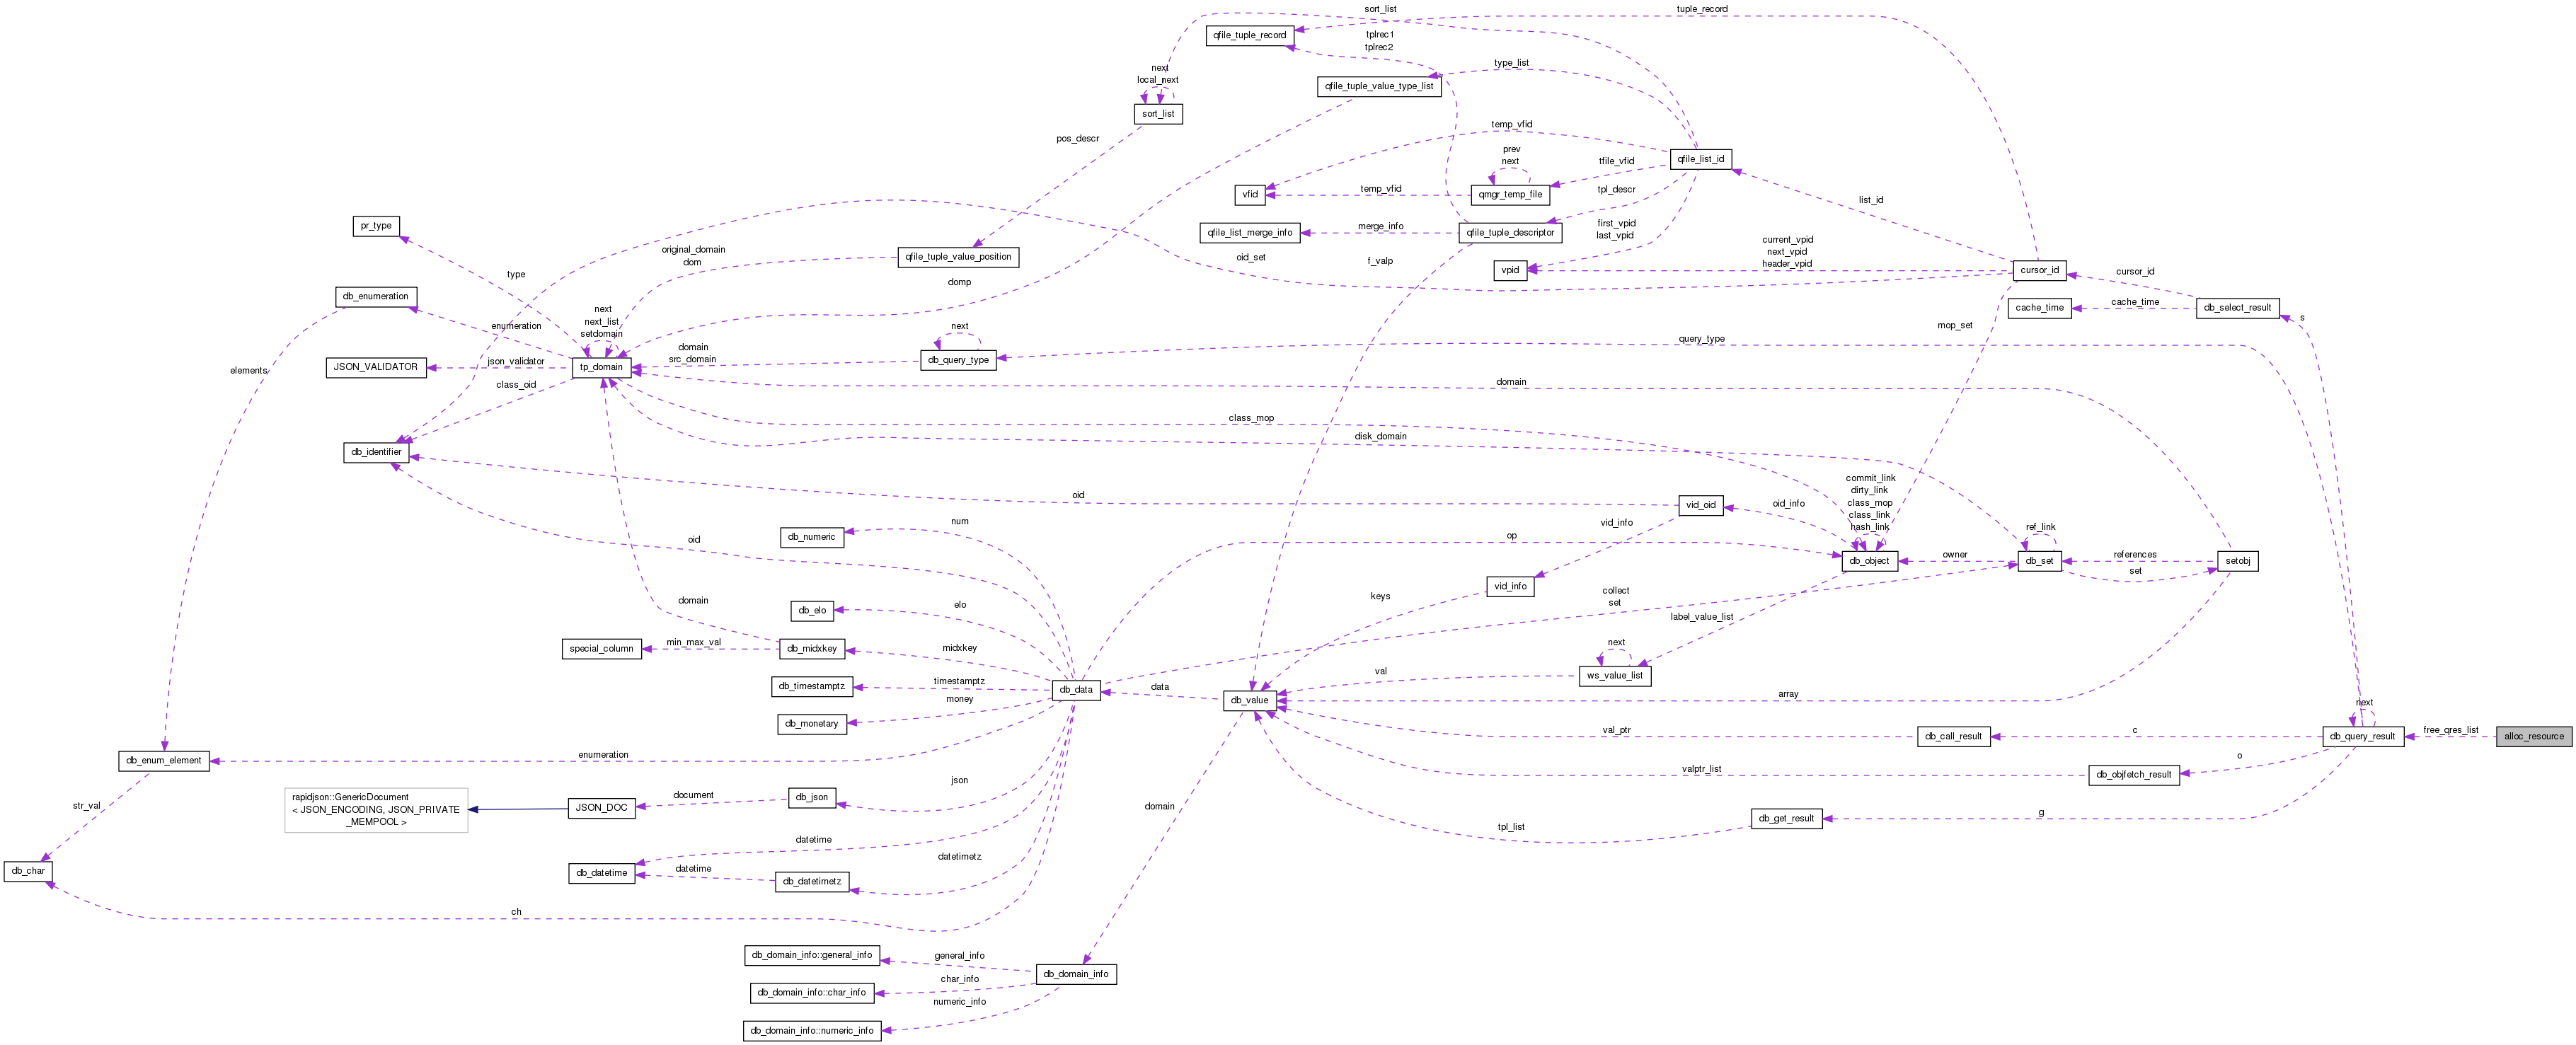 sort_list
tuple_record
qfile_tuple_record
tplrec1
tplrec2
next
local_next
type_list
qfile_tuple_value_type_list
sort_list
pos_descr
temp_vfid
qfile_list_id
prev
next
tfile_vfid
vfid
temp_vfid
qmgr_temp_file
tpl_descr
list_id
pr_type
first_vpid
last_vpid
qfile_list_merge_info
merge_info
qfile_tuple_descriptor
original_domain
dom
qfile_tuple_value_position
oid_set
f_valp
current_vpid
next_vpid
header_vpid
vpid
cursor_id
cursor_id
type
domp
db_enumeration
cache_time
cache_time
db_select_result
s
next
next_list
setdomain
enumeration
mop_set
next
query_type
domain
src_domain
db_query_type
JSON_VALIDATOR
json_validator
tp_domain
elements
class_oid
domain
class_mop
disk_domain
db_identifier
commit_link
dirty_link
class_mop
class_link
hash_link
oid
vid_oid
oid_info
num
vid_info
ref_link
db_numeric
oid
op
db_object
owner
db_set
references
set
setobj
vid_info
keys
collect
set
domain
elo
db_elo
label_value_list
special_column
min_max_val
db_midxkey
midxkey
next
val
ws_value_list
db_timestamptz
timestamptz
db_data
data
db_value
array
money
db_monetary
next
val_ptr
db_call_result
c
db_query_result
free_qres_list
alloc_resource
enumeration
db_enum_element
o
valptr_list
db_objfetch_result
json
str_val
rapidjson::GenericDocument
< JSON_ENCODING, JSON_PRIVATE
_MEMPOOL >
JSON_DOC
document
db_json
domain
g
db_get_result
tpl_list
datetime
datetimetz
db_char
db_datetime
datetime
db_datetimetz
ch
db_domain_info::general_info
general_info
db_domain_info
char_info
db_domain_info::char_info
numeric_info
db_domain_info::numeric_info